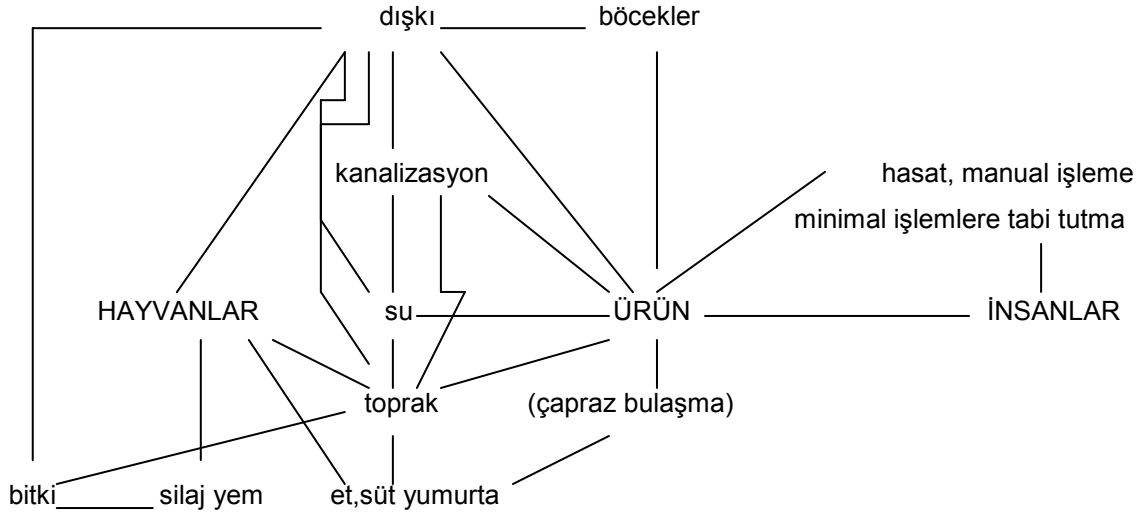 dışkı böcekler
kanalizasyon hasat, manual işleme
minimal işlemlere tabi tutma
HAYVANLAR su ÜRÜN İNSANLAR
toprak (çapraz bulaşma)
bitki______ silaj yem et,süt yumurta